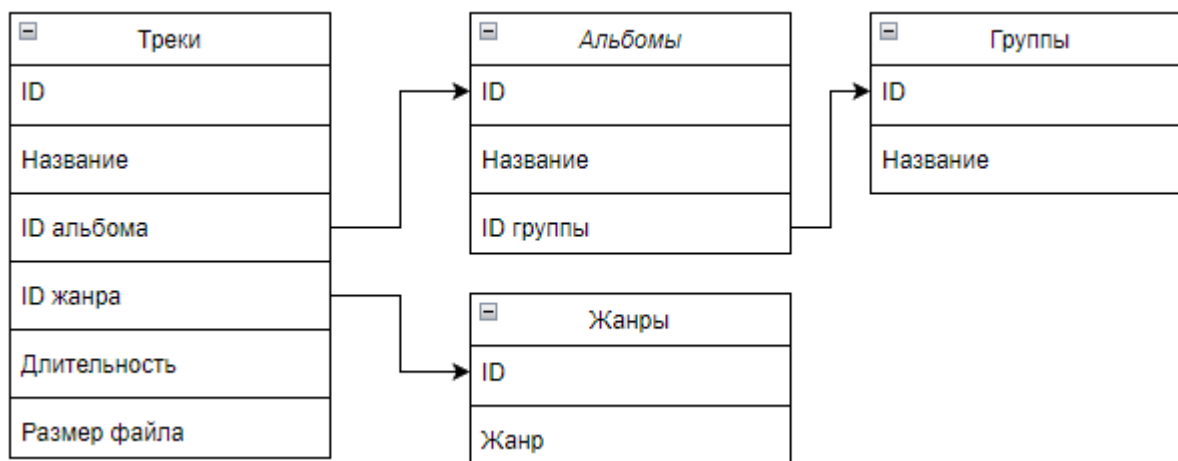 Треки
ID
Название
ID альбома
ID жанра
Длительность
Размер файла
Альбомы
ID
Название
ID группы
Группы
ID
Название
Жанры
ID
Жанр